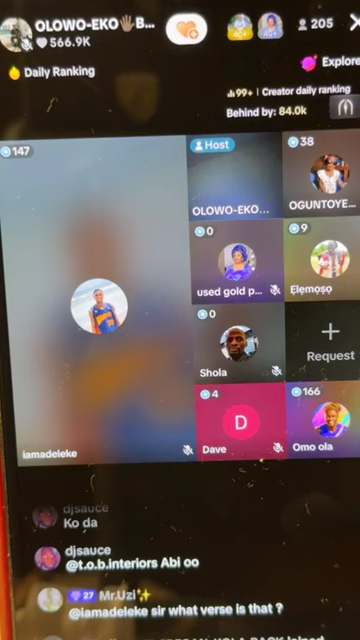 OLOWO-EKO🖐🏿B...
566.9K
205
Daily Ranking
Explore
99+ | Creator daily ranking
Behind by: 84.0k
147
Host
OLOWO-EKO...
38
OGUNTOYE...
0
used gold p...
9
Ẹlẹmọṣọ
0
Shola
+
Request
iamadeleke
4
D
Dave
166
Omo ola
djsauce
Ko da
djsauce
@t.o.b.interiors Abi oo
27 Mr.Uzi✨
@iamadeleke sir what verse is that ?